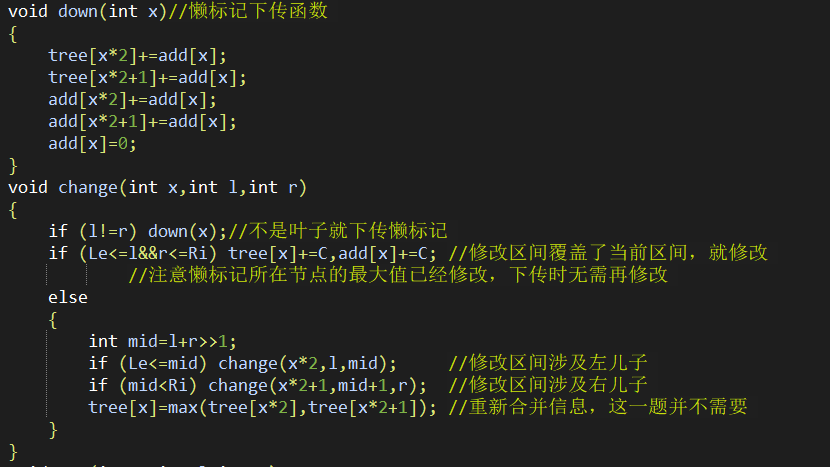 void down(int x)//懒标记下传函数
{
    tree[x*2]+=add[x];
    tree[x*2+1]+=add[x];
    add[x*2]+=add[x];
    add[x*2+1]+=add[x];
    add[x]=0;
}
void change(int x,int l,int r)
{
    if (l!=r) down(x);//不是叶子就下传懒标记
    if (Le<=l&&r<=Ri) tree[x]+=C,add[x]+=C; //修改区间覆盖了当前区间，就修改
            //注意懒标记所在节点的最大值已经修改，下传时无需再修改
    else
    {
        int mid=l+r>>1;
        if (Le<=mid) change(x*2,l,mid);     //修改区间涉及左儿子
        if (mid<Ri) change(x*2+1,mid+1,r);  //修改区间涉及右儿子
        tree[x]=max(tree[x*2],tree[x*2+1]); //重新合并信息，这一题并不需要
    }
}